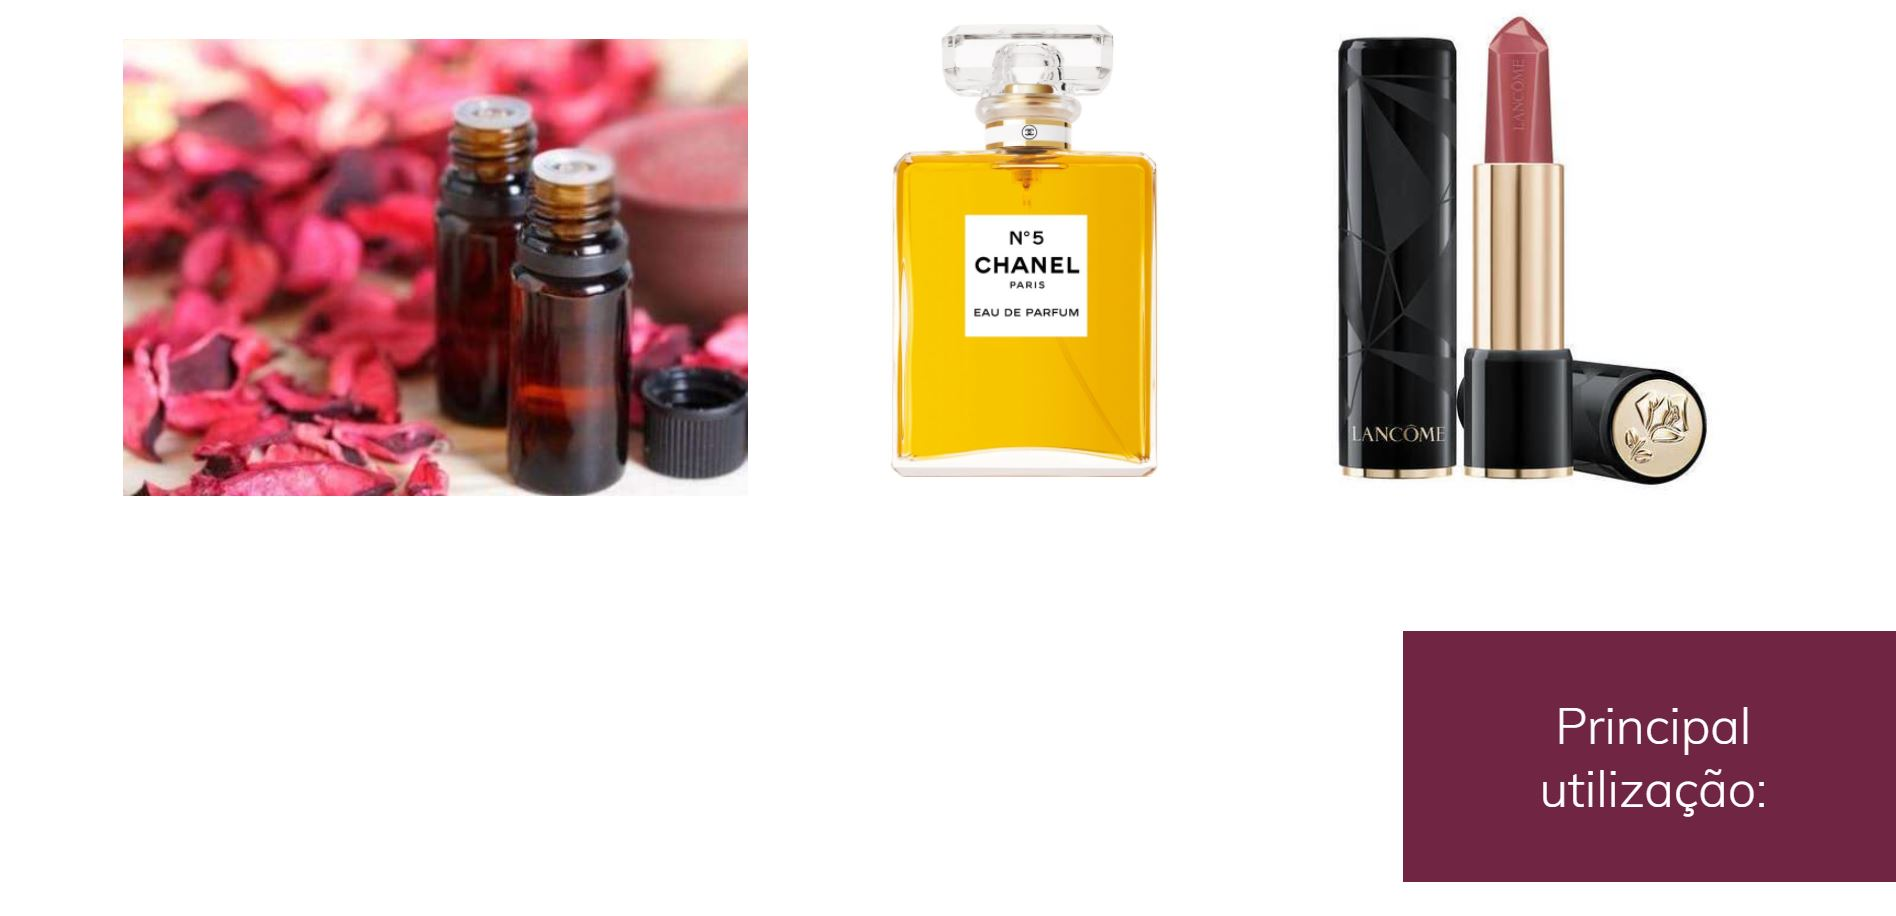 N°5
CHANEL
PARIS
EAU DE PARFUM
LANCÔME
LANCÔME
Principal
utilização: